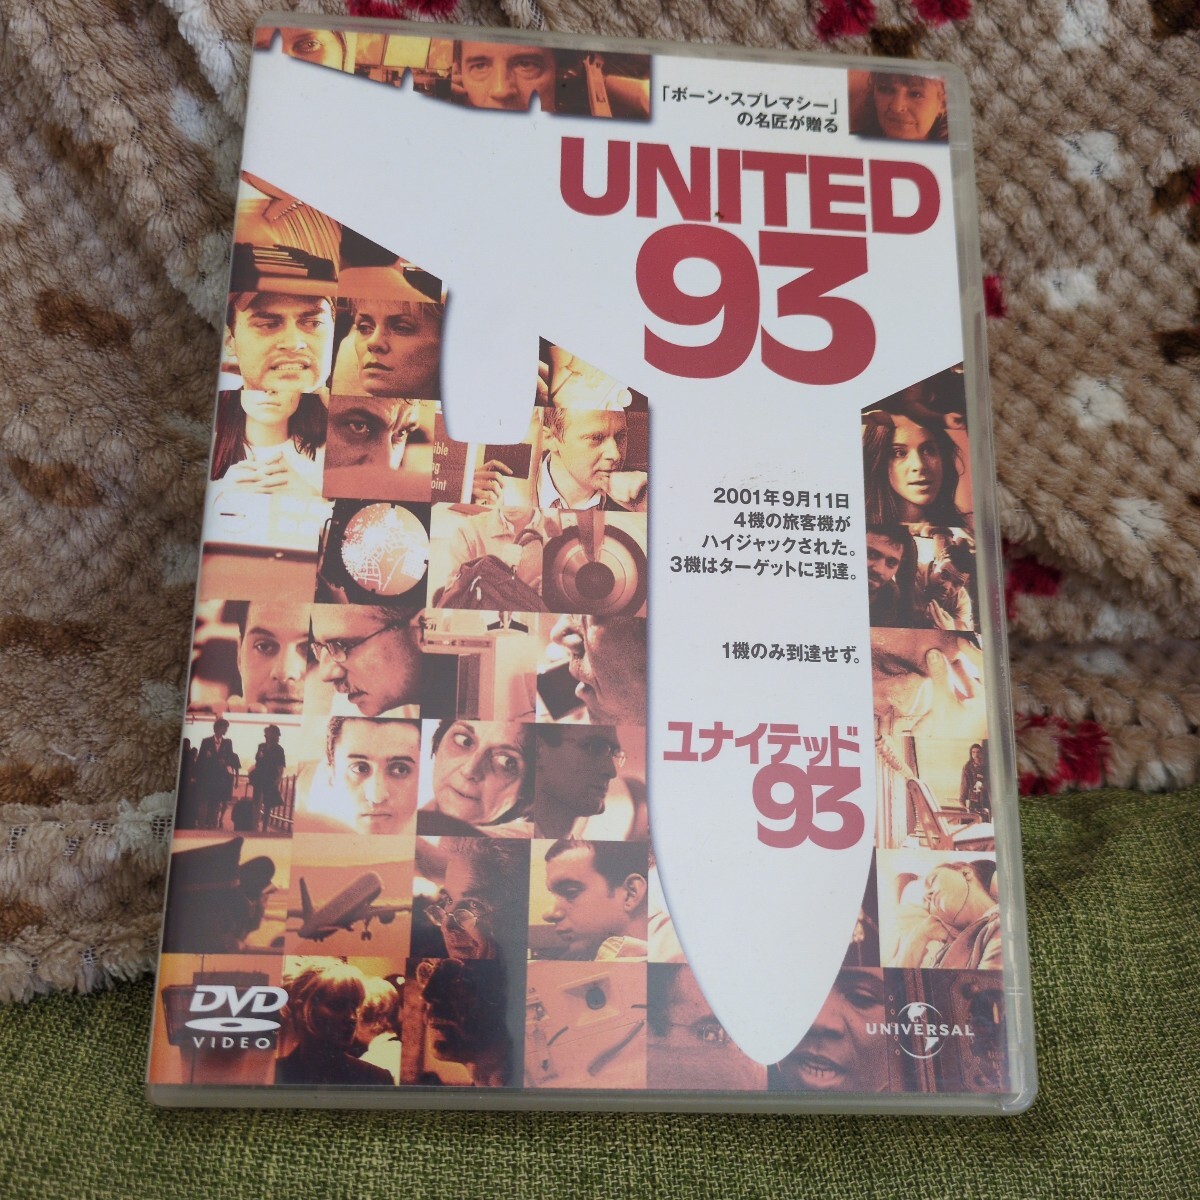 「ボーン・スプレマシー」
の名匠が贈る
UNITED
93
2001年9月11日
4機の旅客機が
ハイジャックされた。
3機はターゲットに到達。
1機のみ到達せず。
ユナイテッド
93
DVD
VIDEO
UNIVERSAL